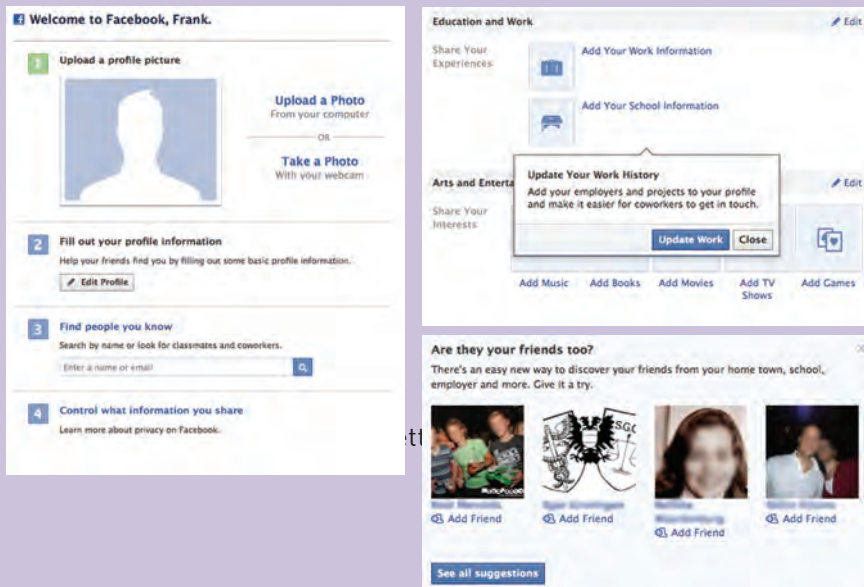 Welcome to Facebook, Frank.
1
Upload a profile picture
Upload a Photo
From your computer
OR
Take a Photo
With your webcam
2
Fill out your profile information
Help your friends find you by filling out some basic profile information.
Edit Profile
3
Find people you know
Search by name or look for classmates and coworkers.
Enter a name or email
4
Control what information you share
Learn more about privacy on Facebook.
ett
Education and Work
Edit
Share Your
Experiences
Add Your Work Information
Add Your School Information
Arts and Enterta
Edit
Share Your
Interests
Update Your Work History
Add your employers and projects to your profile
and make it easier for coworkers to get in touch.
Update Work
Close
Add Music
Add Books
Add Movies
Add TV
Shows
Add Games
Are they your friends too?
There's an easy new way to discover your friends from your home town, school,
employer and more. Give it a try.
SGC
Add Friend
Add Friend
Add Friend
Add Friend
See all suggestions